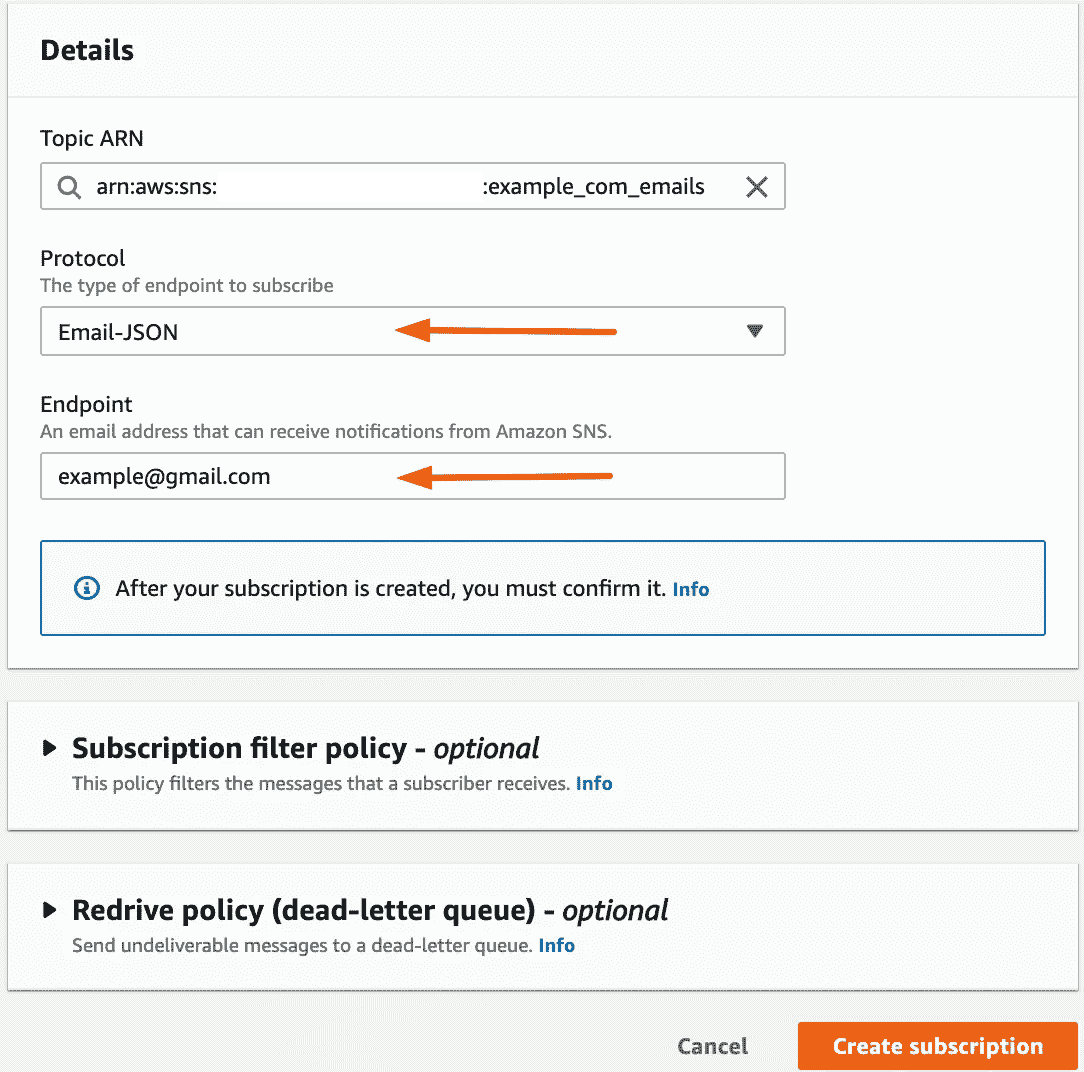 Details
Topic ARN
arn:aws:sns: :example_com_emails
Protocol
The type of endpoint to subscribe
Email-JSON
Endpoint
An email address that can receive notifications from Amazon SNS.
example@gmail.com
After your subscription is created, you must confirm it. Info
Subscription filter policy - optional
This policy filters the messages that a subscriber receives. Info
Redrive policy (dead-letter queue) - optional
Send undeliverable messages to a dead-letter queue. Info
Cancel Create subscription